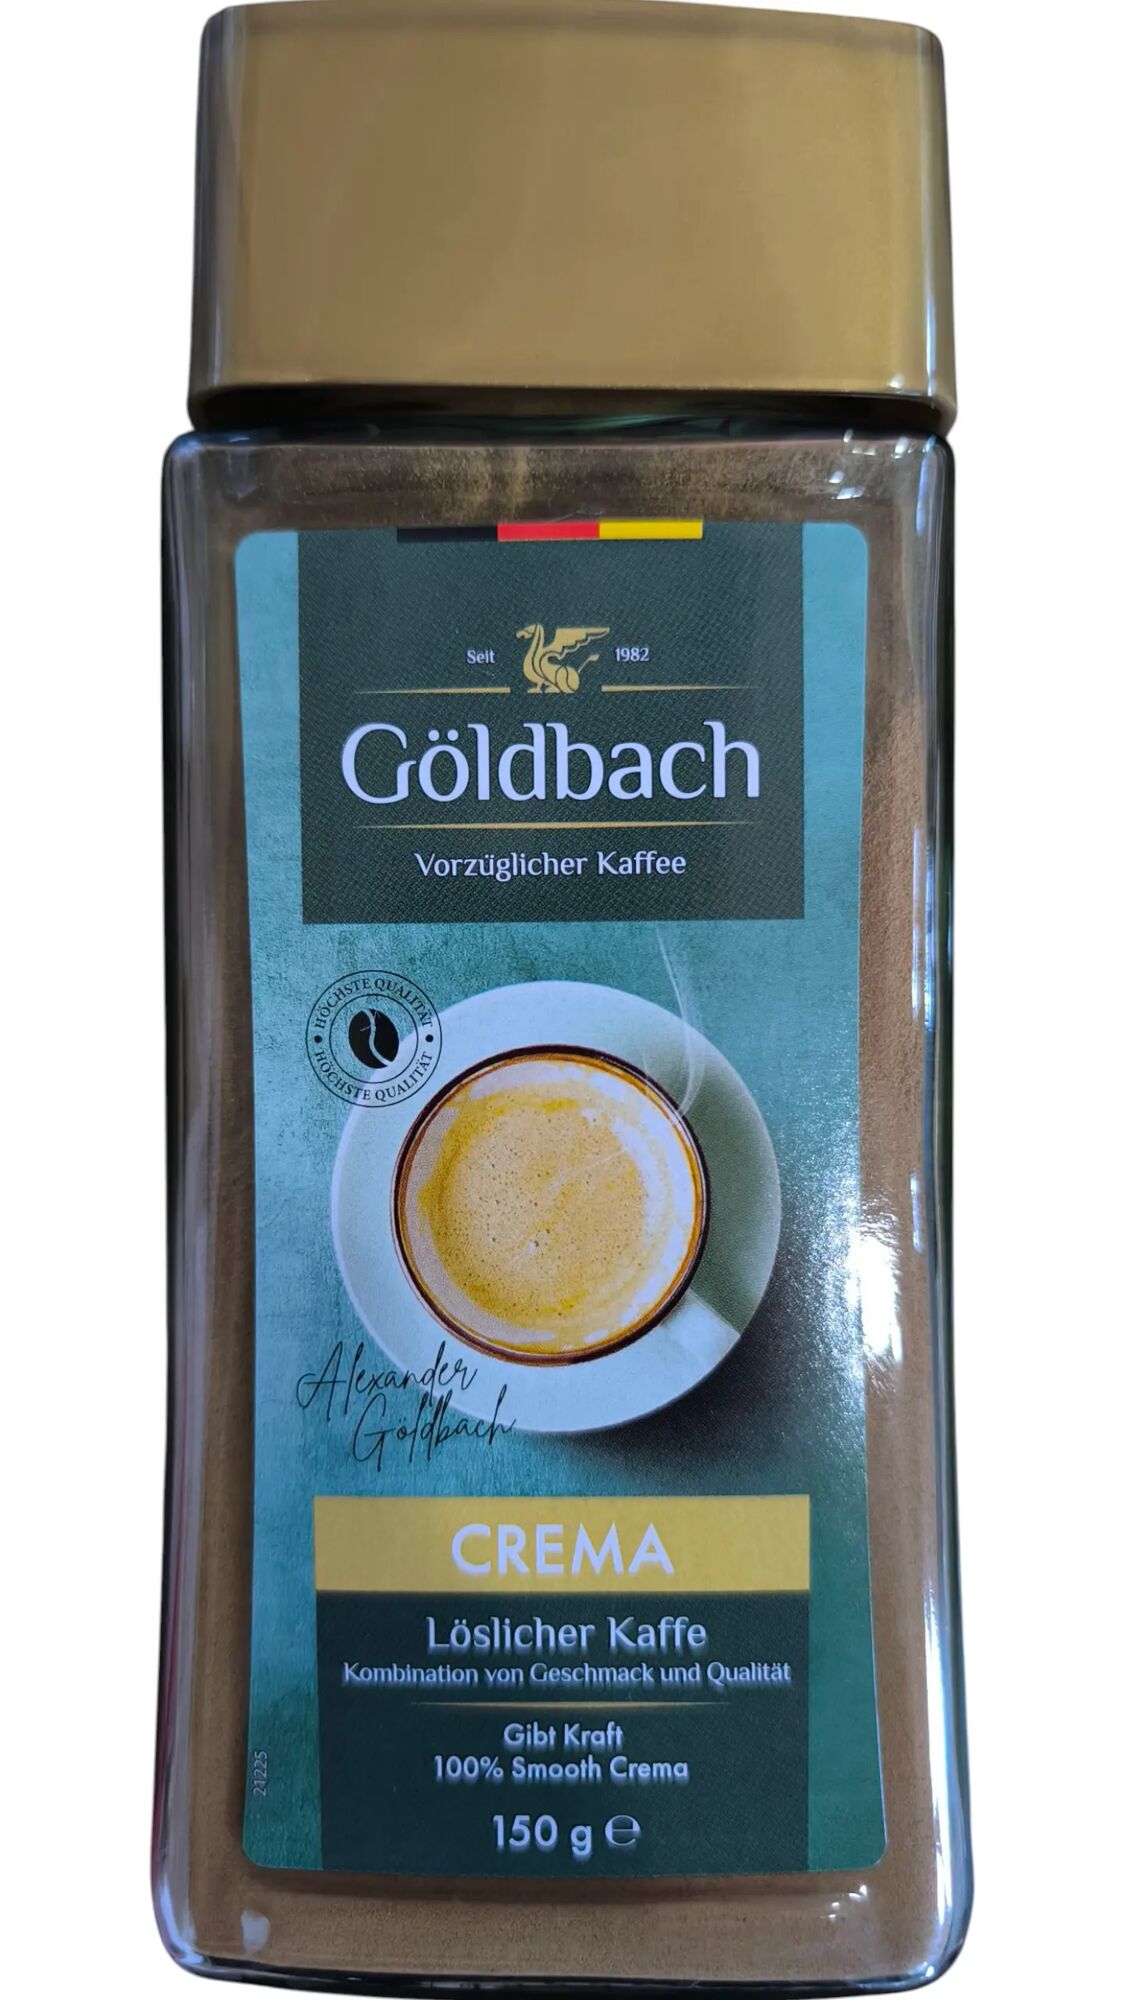 Seit 1982
Göldbach
Vorzüglicher Kaffee
HÖCHSTE QUALITÄT
HÖCHSTE QUALITÄT
Alexander
Göldbach
CREMA
Löslicher Kaffe
Kombination von Geschmack und Qualität
Gibt Kraft
100% Smooth Crema
21225
150 g ℮